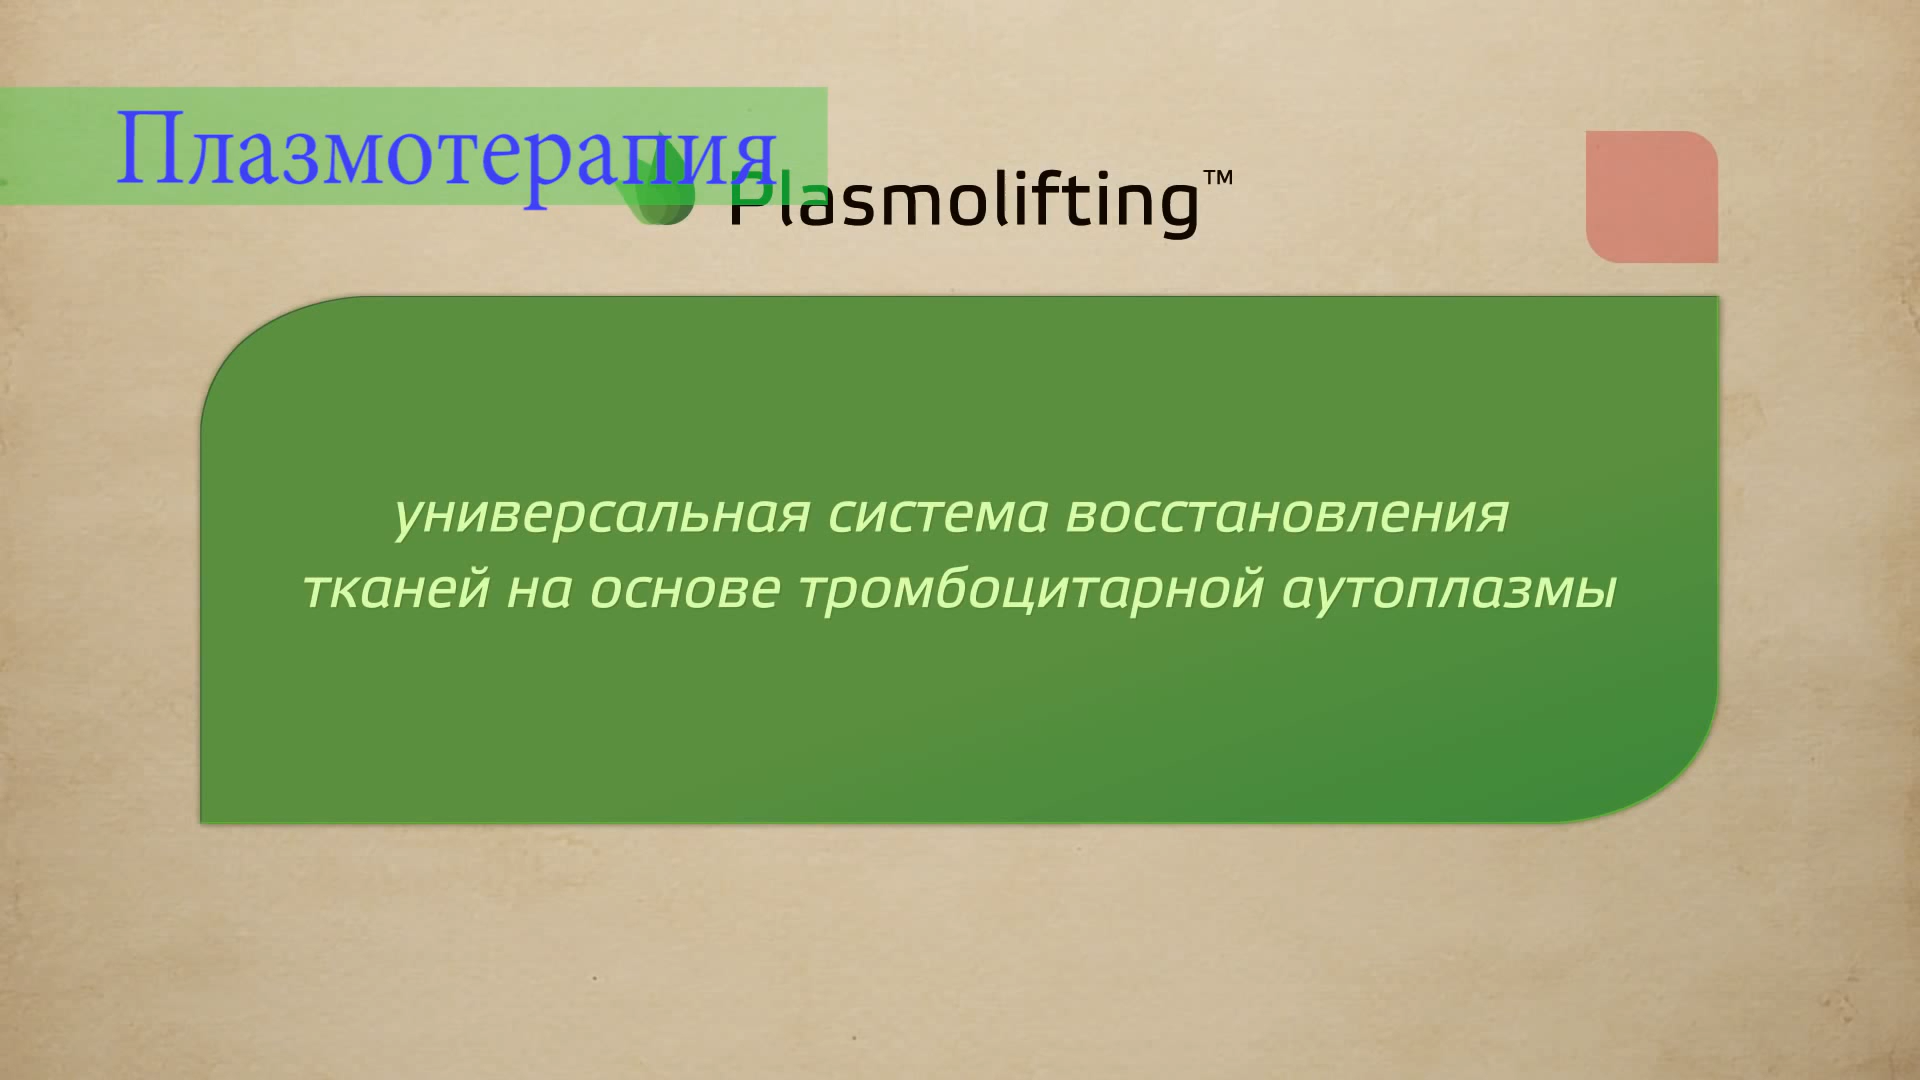 Плазмотерапия
Plasmolifting™
универсальная система восстановления
тканей на основе тромбоцитарной аутоплазмы